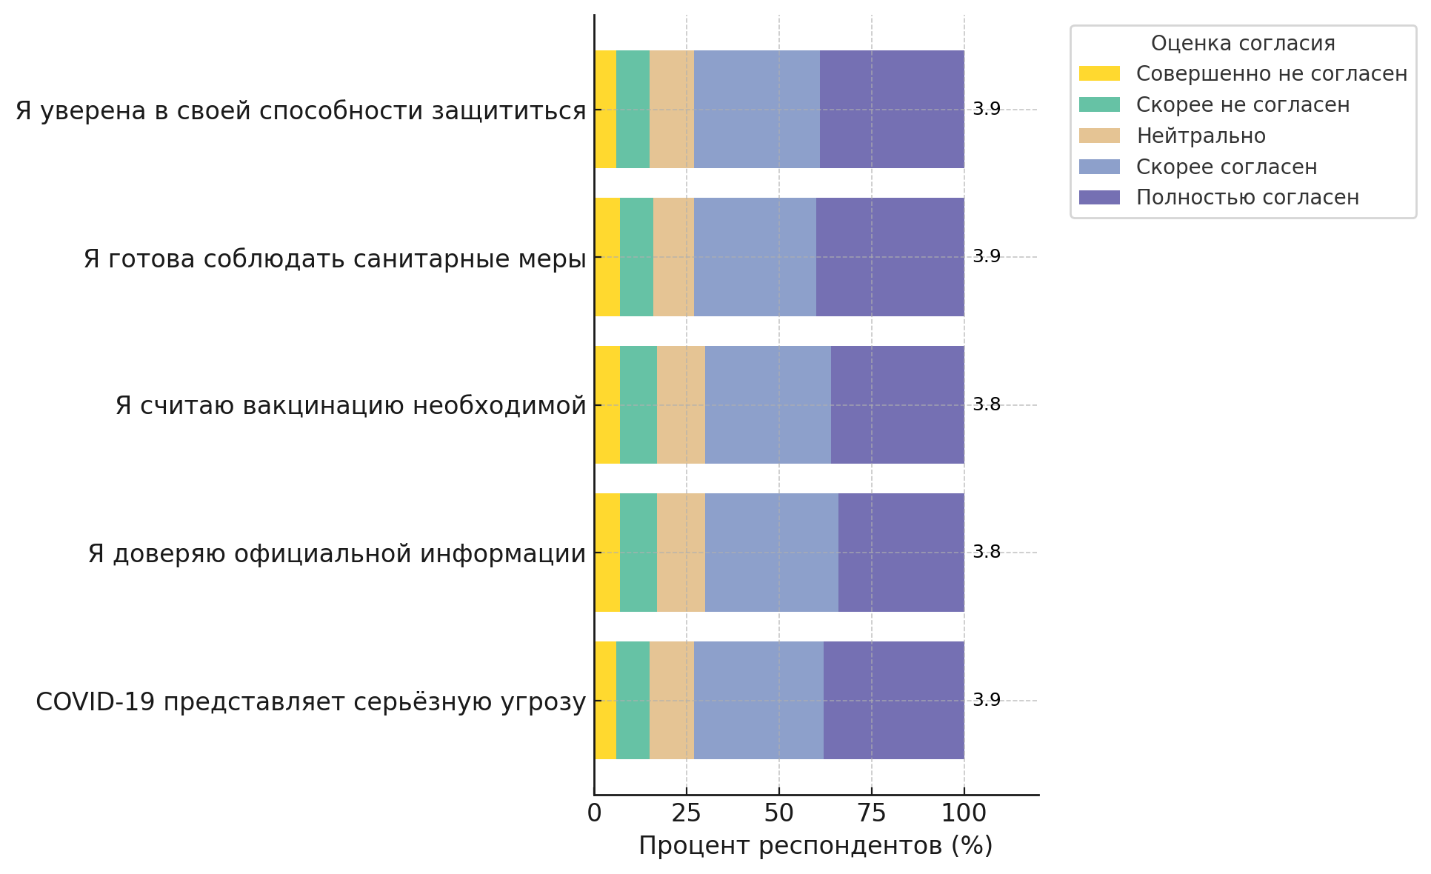 Я уверена в своей способности защититься
3.9
Я готова соблюдать санитарные меры
3.9
Я считаю вакцинацию необходимой
3.8
Я доверяю официальной информации
3.8
COVID-19 представляет серьёзную угрозу
3.9
0 25 50 75 100
Процент респондентов (%)
Оценка согласия
Совершенно не согласен
Скорее не согласен
Нейтрально
Скорее согласен
Полностью согласен